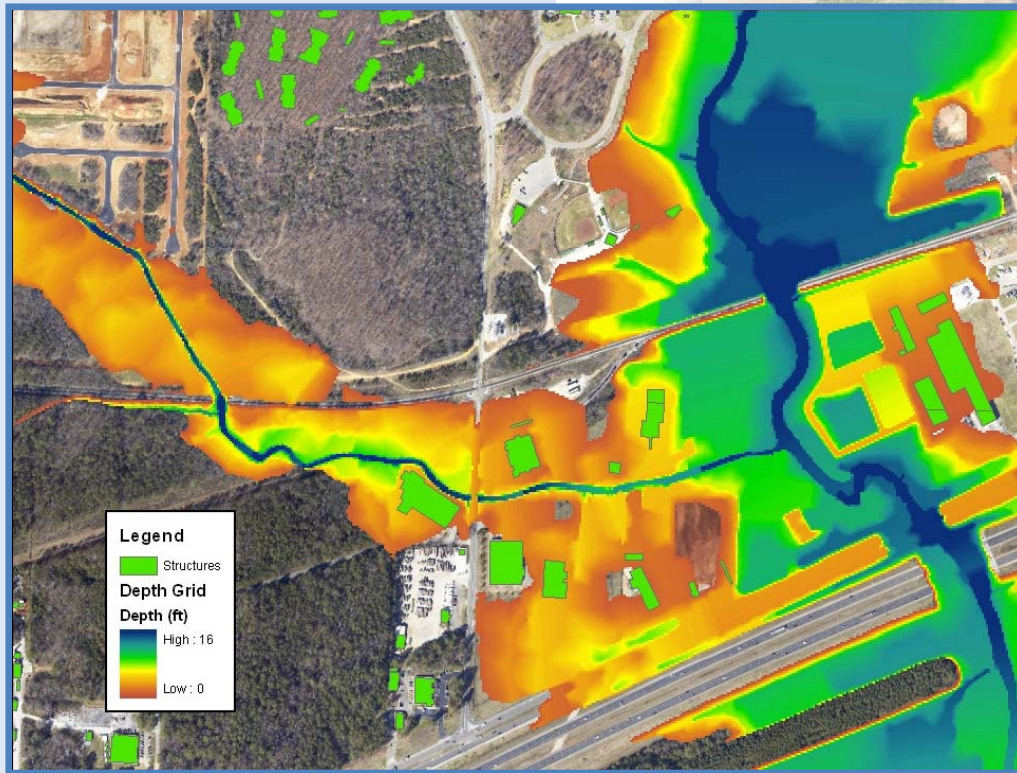 Legend
Structures
Depth Grid
Depth (ft)
High : 16
Low : 0